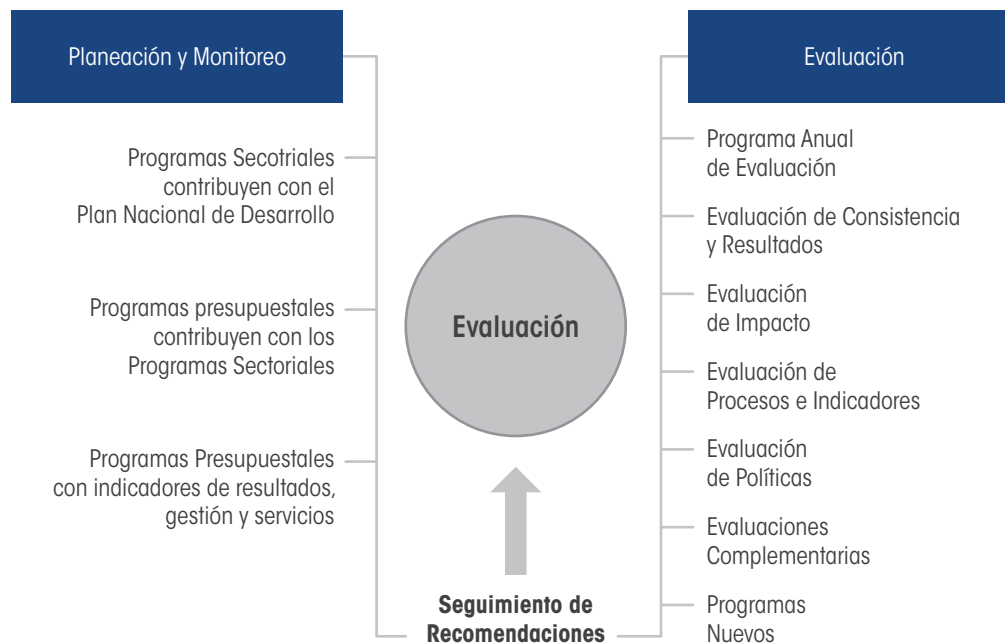 Planeación y Monitoreo
Programas Secotriales
contribuyen con el
Plan Nacional de Desarrollo
Programas presupuestales
contribuyen con los
Programas Sectoriales
Programas Presupuestales
con indicadores de resultados,
gestión y servicios
Evaluación
Seguimiento de
Recomendaciones
Evaluación
Programa Anual
de Evaluación
Evaluación de Consistencia
y Resultados
Evaluación
de Impacto
Evaluación de
Procesos e Indicadores
Evaluación
de Políticas
Evaluaciones
Complementarias
Programas
Nuevos